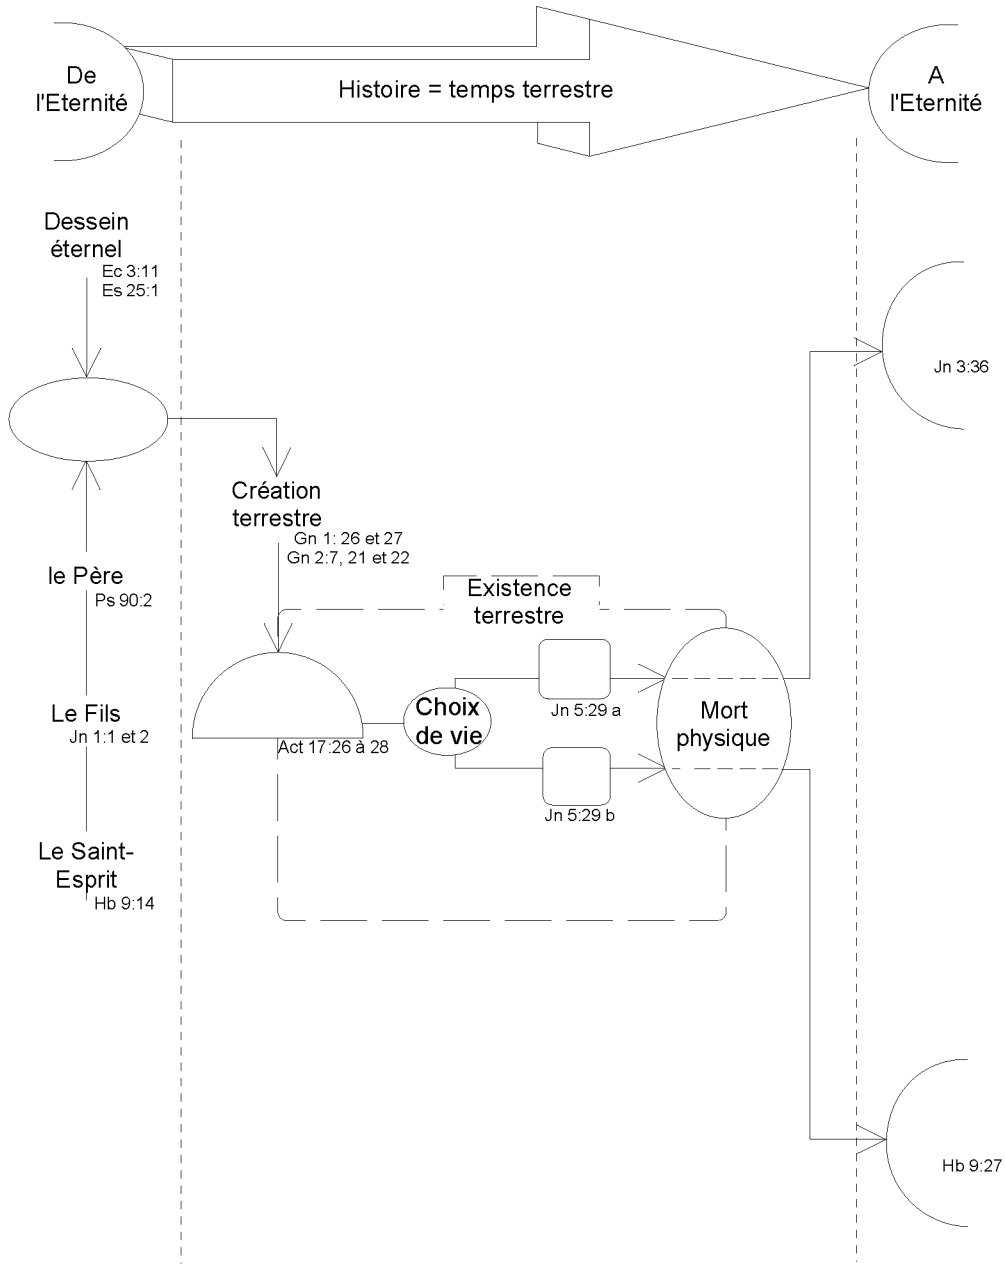 De
l'Eternité
Histoire = temps terrestre
A
l'Eternité
Dessein
éternel
Ec 3:11
Es 25:1
Jn 3:36
Création
terrestre
Gn 1: 26 et 27
Gn 2:7, 21 et 22
le Père
Ps 90:2
Existence
terrestre
Le Fils
Jn 1:1 et 2
Act 17:26 à 28
Choix
de vie
Jn 5:29 a
Jn 5:29 b
Mort
physique
Le Saint-
Esprit
Hb 9:14
Hb 9:27